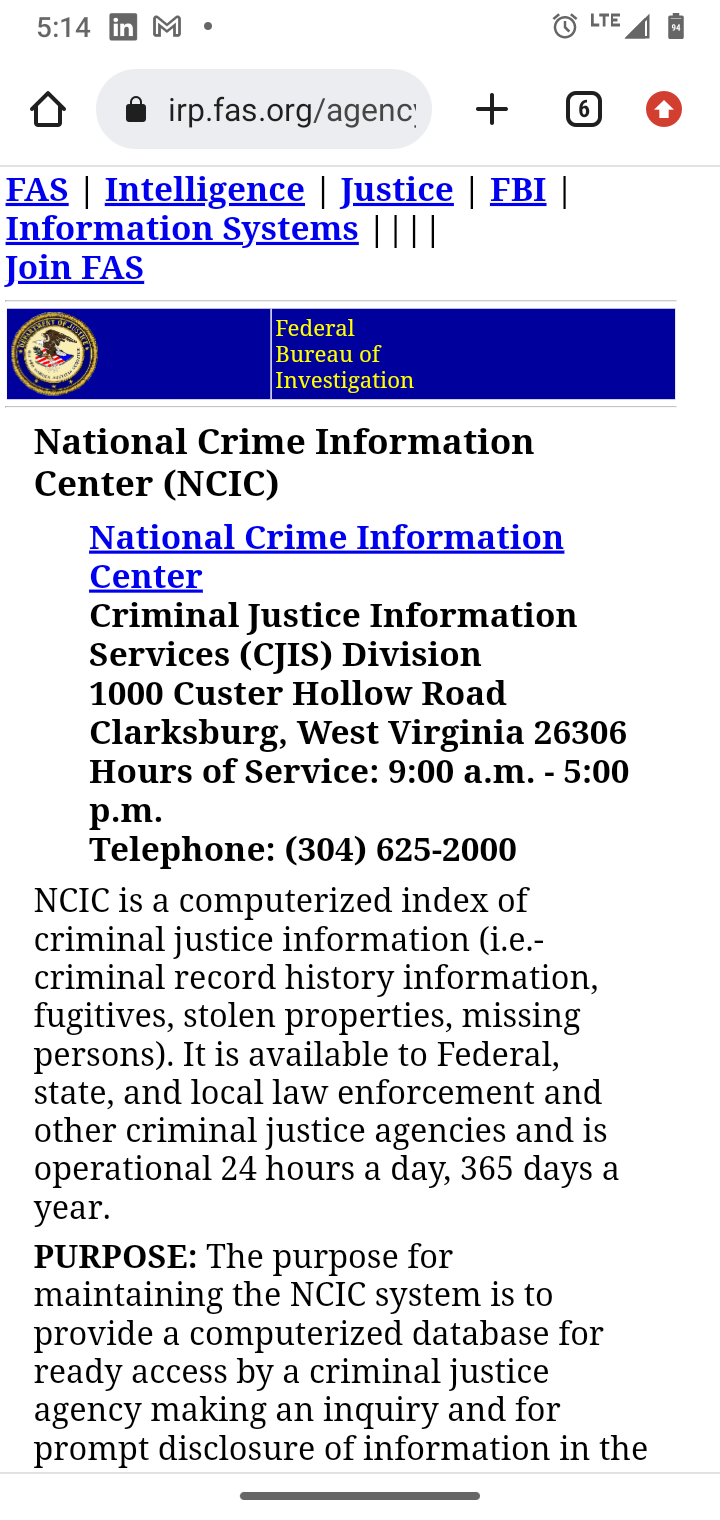 5:14
LTE
94
irp.fas.org/agency
6
FAS | Intelligence | Justice | FBI |
Information Systems ||||
Join FAS
DEPARTMENT OF JUSTICE
Federal
Bureau of
Investigation
National Crime Information
Center (NCIC)
National Crime Information
Center
Criminal Justice Information
Services (CJIS) Division
1000 Custer Hollow Road
Clarksburg, West Virginia 26306
Hours of Service: 9:00 a.m. - 5:00
p.m.
Telephone: (304) 625-2000
NCIC is a computerized index of
criminal justice information (i.e.-
criminal record history information,
fugitives, stolen properties, missing
persons). It is available to Federal,
state, and local law enforcement and
other criminal justice agencies and is
operational 24 hours a day, 365 days a
year.
PURPOSE: The purpose for
maintaining the NCIC system is to
provide a computerized database for
ready access by a criminal justice
agency making an inquiry and for
prompt disclosure of information in the